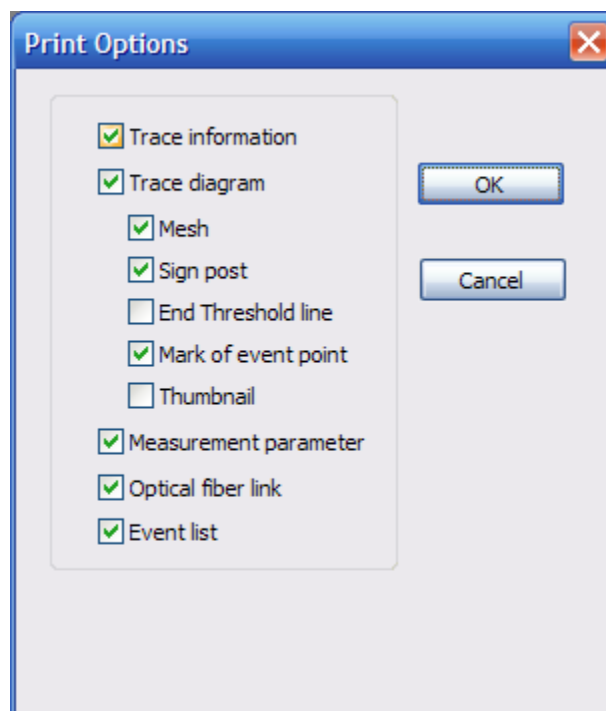 Print Options
Trace information
Trace diagram
OK
Mesh
Sign post
Cancel
End Threshold line
Mark of event point
Thumbnail
Measurement parameter
Optical fiber link
Event list